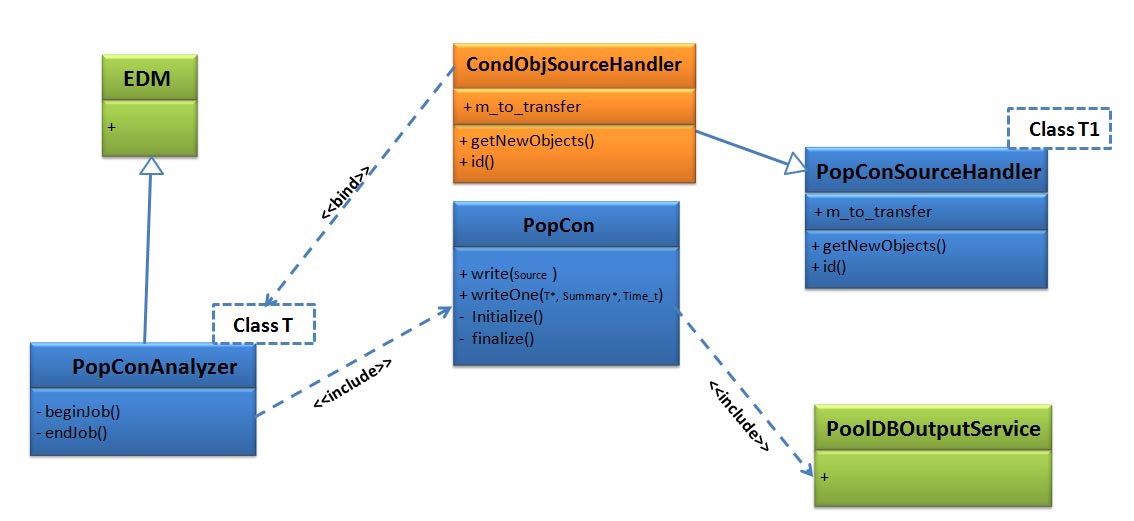 EDM
+
CondObjSourceHandler
+ m_to_transfer
+ getNewObjects()
+ id()
Class T1
PopConSourceHandler
+ m_to_transfer
+ getNewObjects()
+ id()
<<bind>>
PopCon
+ write(Source )
+ writeOne(T*, Summary*, Time_t)
- Initialize()
- finalize()
Class T
PopConAnalyzer
- beginJob()
- endJob()
<<include>>
<<include>>
PoolDBOutputService
+